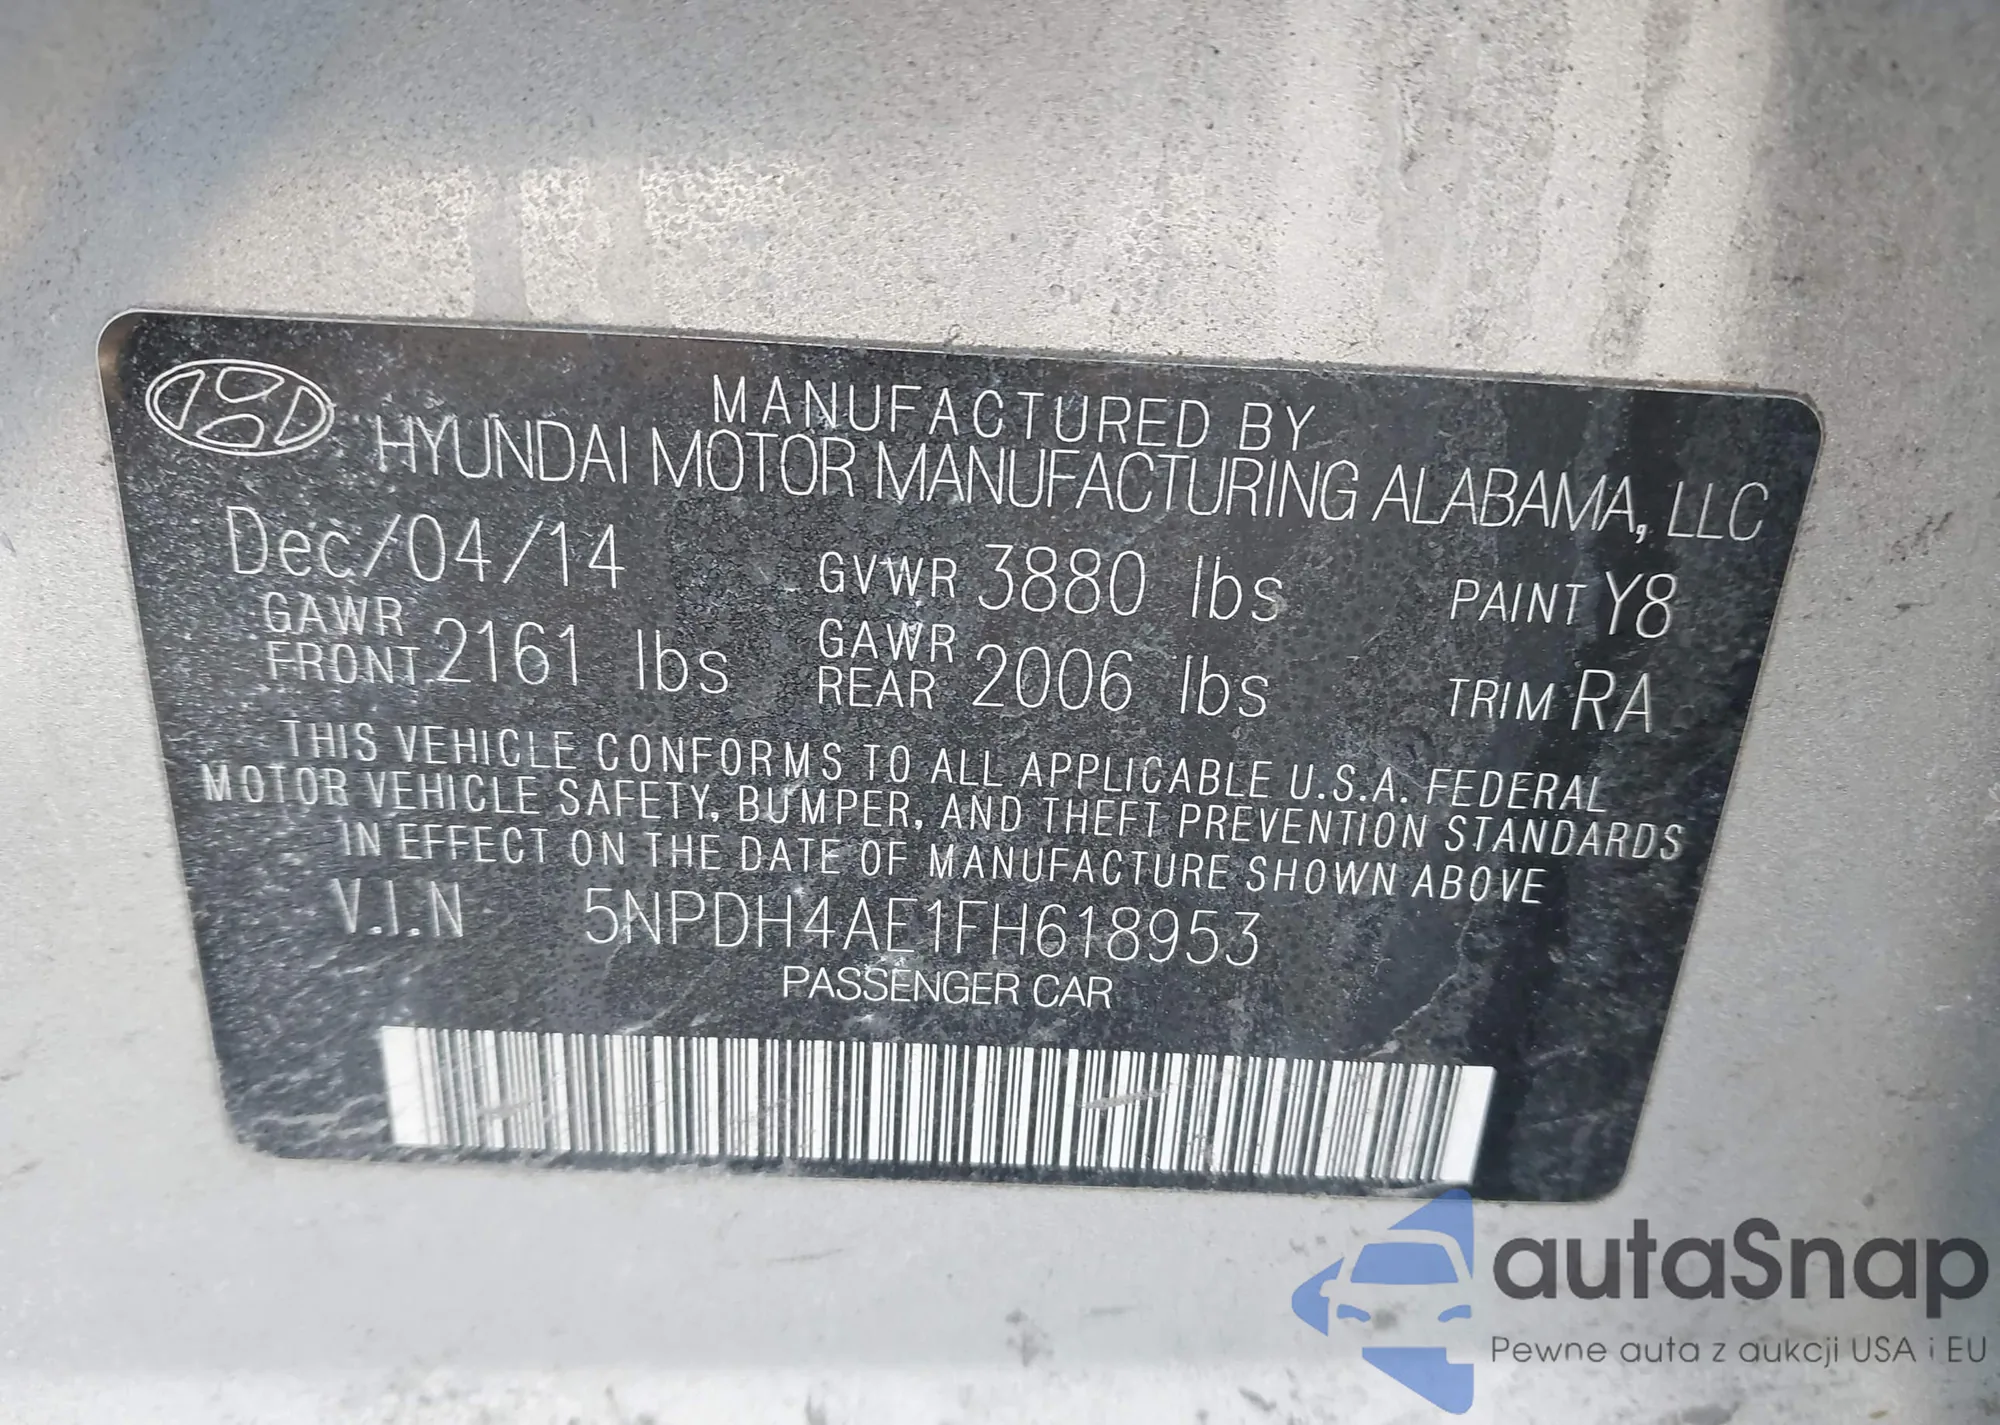 MANUFACTURED BY
HYUNDAI MOTOR MANUFACTURING ALABAMA, LLC
Dec/04/14 GVWR 3880 lbs PAINT Y8
GAWR FRONT 2161 lbs GAWR REAR 2006 lbs TRIM RA
THIS VEHICLE CONFORMS TO ALL APPLICABLE U.S.A. FEDERAL
MOTOR VEHICLE SAFETY, BUMPER, AND THEFT PREVENTION STANDARDS
IN EFFECT ON THE DATE OF MANUFACTURE SHOWN ABOVE
V.I.N 5NPDH4AE1FH618953
PASSENGER CAR
autaSnap
Pewne auta z aukcji USA i EU